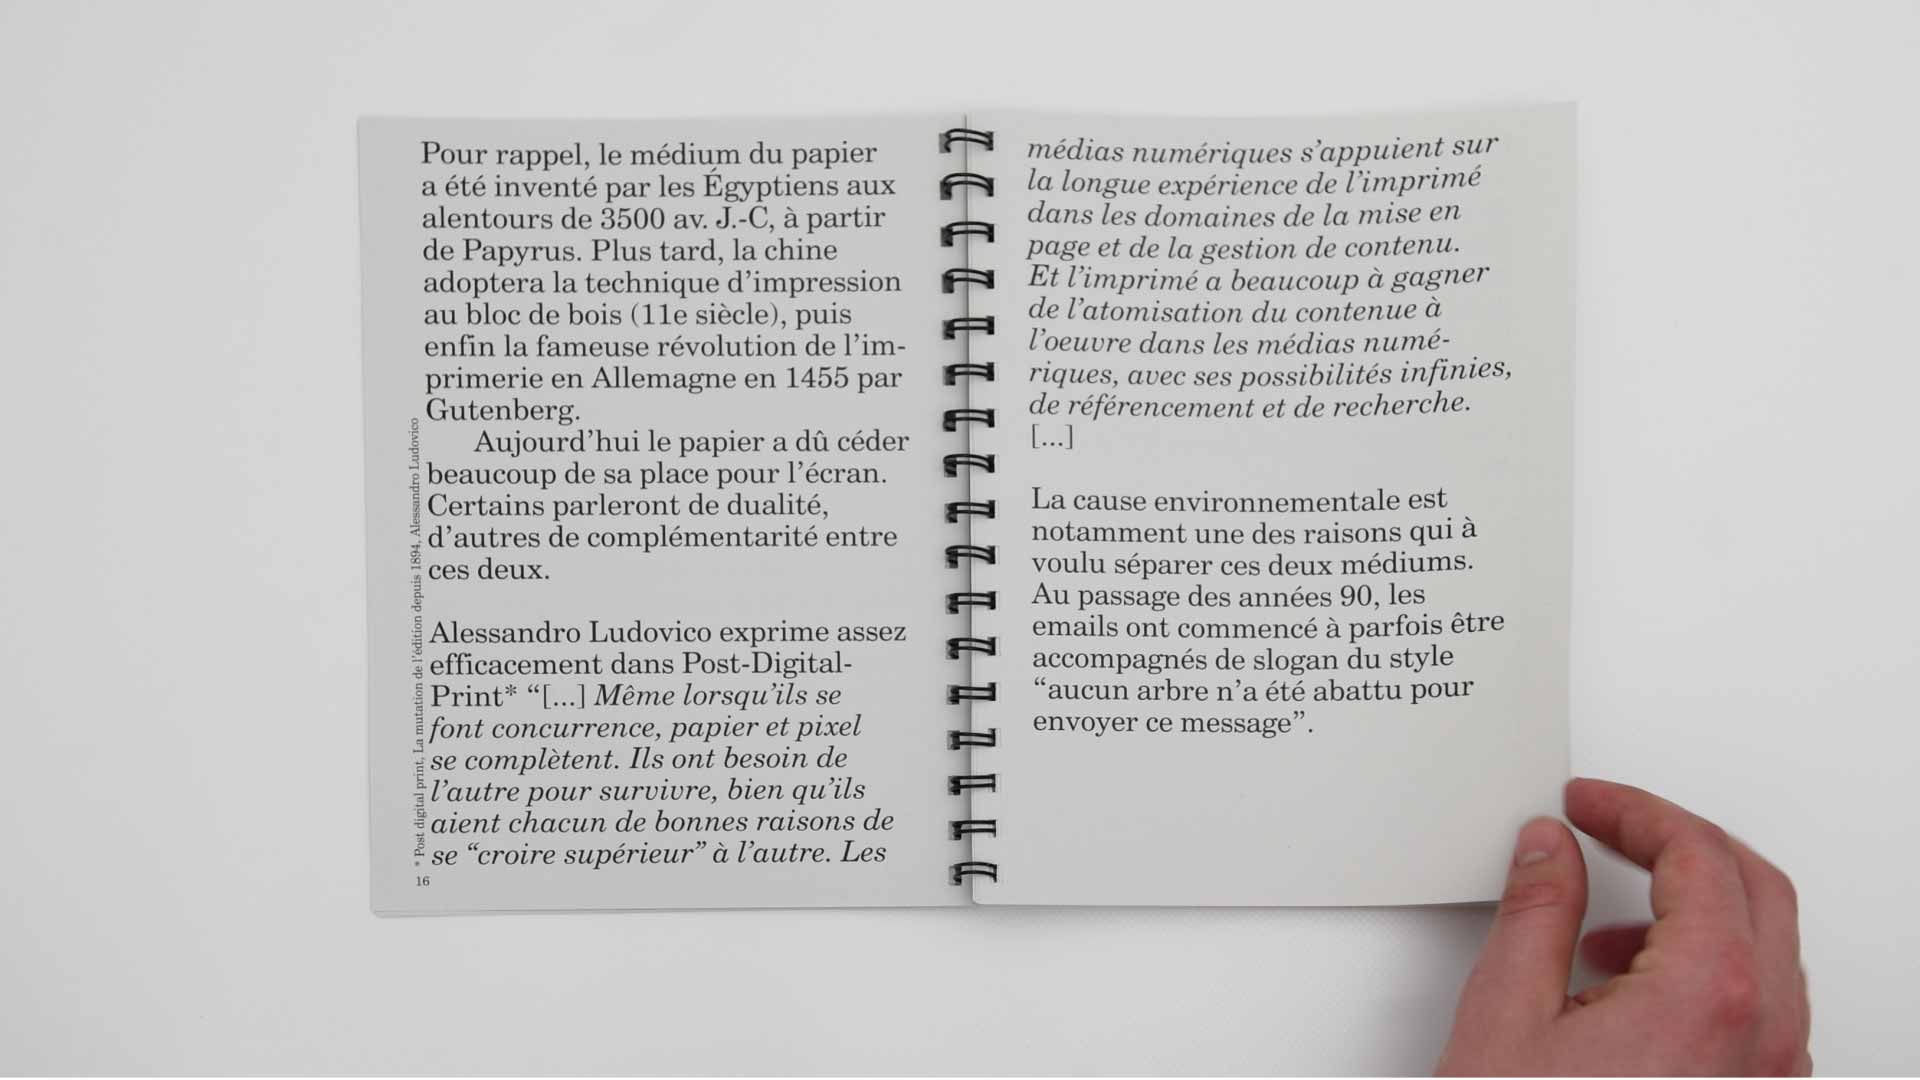 Pour rappel, le médium du papier
a été inventé par les Égyptiens aux
alentours de 3500 av. J.-C, à partir
de Papyrus. Plus tard, la chine
adoptera la technique d’impression
au bloc de bois (11e siècle), puis
enfin la fameuse révolution de l’im-
primerie en Allemagne en 1455 par
Gutenberg.
Aujourd’hui le papier a dû céder
beaucoup de sa place pour l’écran.
Certains parleront de dualité,
d’autres de complémentarité entre
ces deux.
Alessandro Ludovico exprime assez
efficacement dans Post-Digital-
Print* “[...] Même lorsqu’ils se
font concurrence, papier et pixel
se complètent. Ils ont besoin de
l’autre pour survivre, bien qu’ils
aient chacun de bonnes raisons de
se “croire supérieur” à l’autre. Les
* Post digital print, La mutation de l’édition depuis 1894, Alessandro Ludovico
16
médias numériques s’appuient sur
la longue expérience de l’imprimé
dans les domaines de la mise en
page et de la gestion de contenu.
Et l’imprimé a beaucoup à gagner
de l’atomisation du contenue à
l’oeuvre dans les médias numé-
riques, avec ses possibilités infinies,
de référencement et de recherche.
[...]
La cause environnementale est
notamment une des raisons qui à
voulu séparer ces deux médiums.
Au passage des années 90, les
emails ont commencé à parfois être
accompagnés de slogan du style
“aucun arbre n’a été abattu pour
envoyer ce message”.